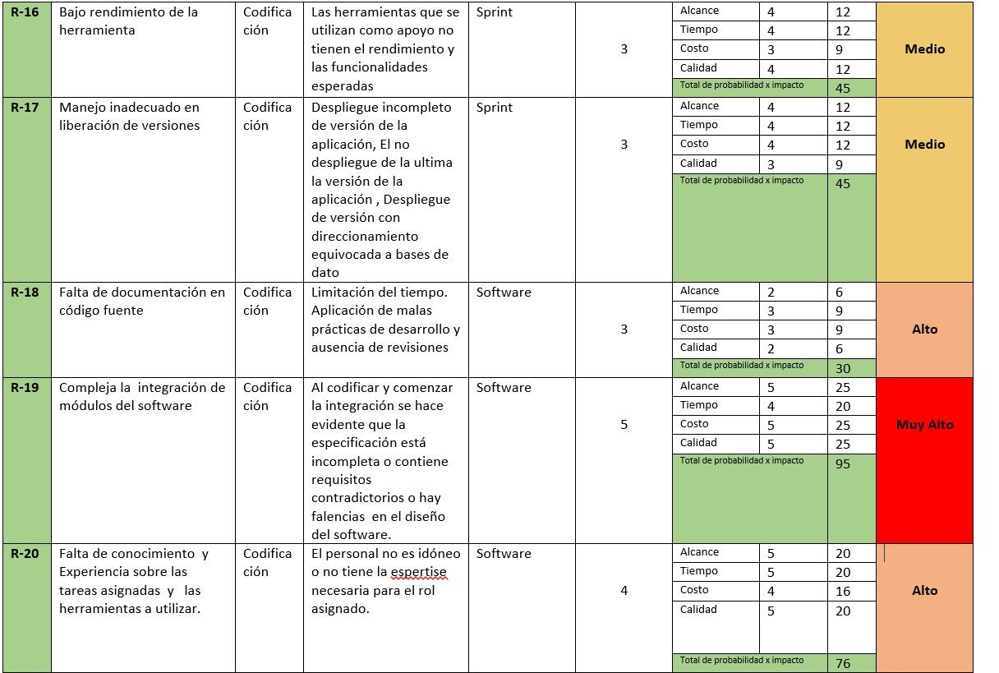 R-16
Bajo rendimiento de la
herramienta
Codifica
ción
Las herramientas que se
utilizan como apoyo no
tienen el rendimiento y
las funcionalidades
esperadas
Sprint
3
Alcance 4 12
Tiempo 4 12
Costo 3 9
Calidad 4 12
Total de probabilidad x impacto 45
Medio
R-17
Manejo inadecuado en
liberación de versiones
Codifica
ción
Despliegue incompleto
de versión de la
aplicación, El no
despliegue de la ultima
la versión de la
aplicación , Despliegue
de versión con
direccionamiento
equivocada a bases de
dato
Sprint
3
Alcance 4 12
Tiempo 4 12
Costo 4 12
Calidad 3 9
Total de probabilidad x impacto 45
Medio
R-18
Falta de documentación en
código fuente
Codifica
ción
Limitación del tiempo.
Aplicación de malas
prácticas de desarrollo y
ausencia de revisiones
Software
3
Alcance 2 6
Tiempo 3 9
Costo 3 9
Calidad 2 6
Total de probabilidad x impacto 30
Alto
R-19
Compleja la  integración de
módulos del software
Codifica
ción
Al codificar y comenzar
la integración se hace
evidente que la
especificación está
incompleta o contiene
requisitos
contradictorios o hay
falencias  en el diseño
del software.
Software
5
Alcance 5 25
Tiempo 4 20
Costo 5 25
Calidad 5 25
Total de probabilidad x impacto 95
Muy Alto
R-20
Falta de conocimiento  y
Experiencia sobre las
tareas asignadas  y   las
herramientas a utilizar.
Codifica
ción
El personal no es idóneo
o no tiene la espertise
necesaria para el rol
asignado.
Software
4
Alcance 5 20
Tiempo 5 20
Costo 4 16
Calidad 5 20
Total de probabilidad x impacto 76
Alto